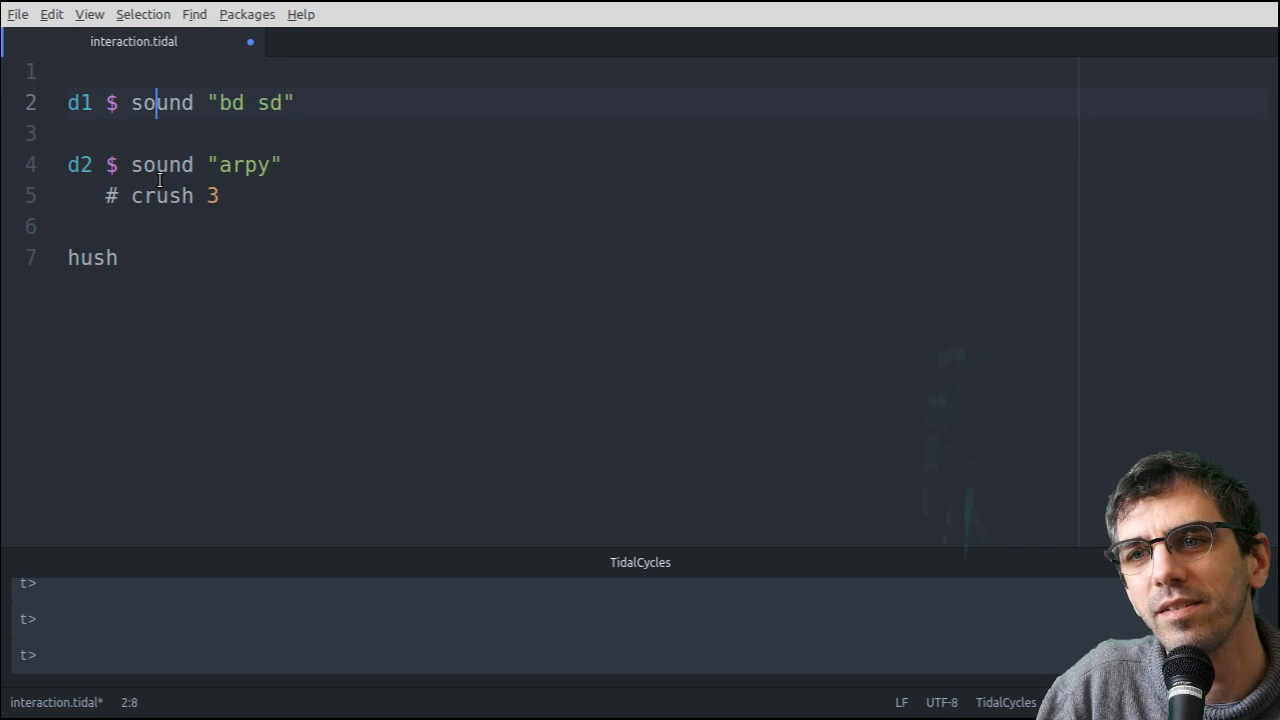 File Edit View Selection Find Packages Help
interaction.tidal
1
2 d1 $ sound "bd sd"
3
4 d2 $ sound "arpy"
5 # crush 3
6
7 hush
TidalCycles
t>
t>
t>
interaction.tidal* 2:8 LF UTF-8 TidalCycles